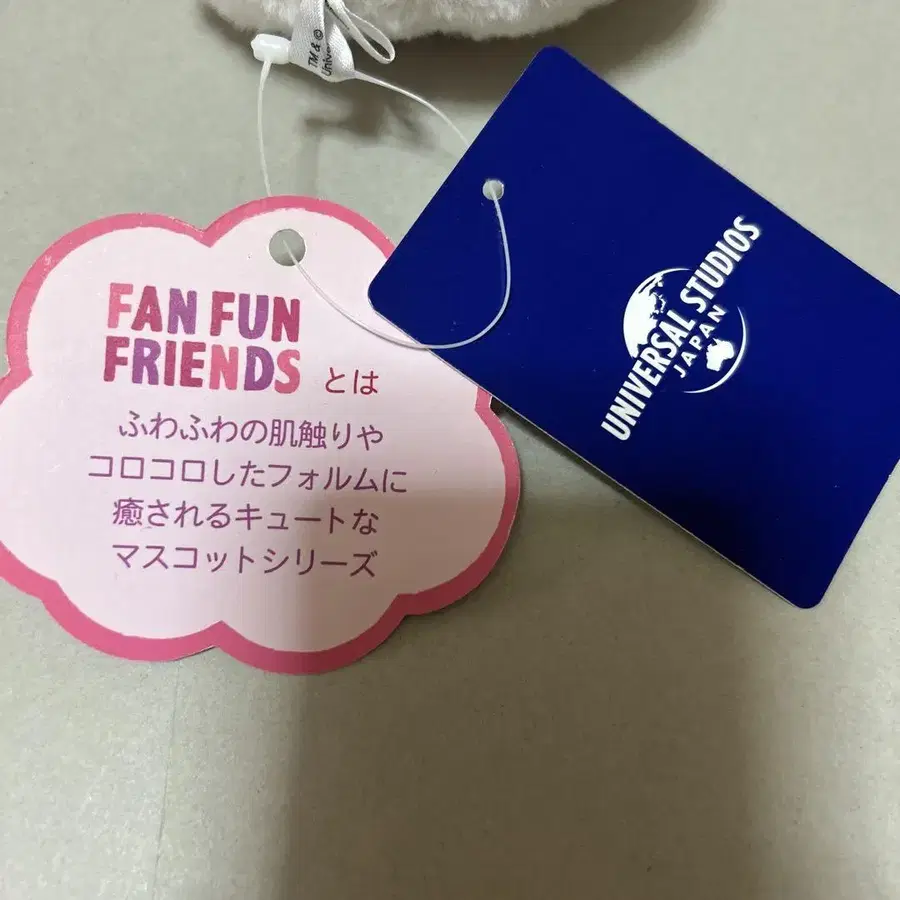 TM & ©
FAN FUN
FRIENDS とは
ふわふわの肌触りや
コロコロしたフォルムに
癒されるキュートな
マスコットシリーズ
UNIVERSAL STUDIOS
JAPAN